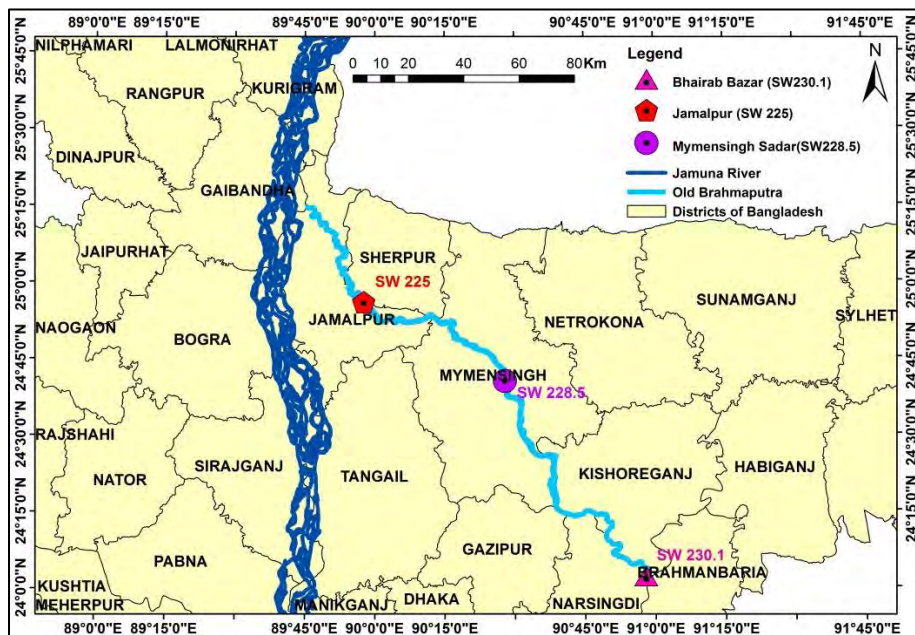 89°0'0"E 89°15'0"E 89°45'0"E 90°0'0"E 90°15'0"E 90°45'0"E 91°0'0"E 91°15'0"E 91°45'0"E
25°45'0"N
25°30'0"N
25°15'0"N
25°0'0"N
24°45'0"N
24°30'0"N
24°15'0"N
24°0'0"N
NILPHAMARI
LALMONIRHAT
RANGPUR
KURIGRAM
DINAJPUR
GAIBANDHA
JAIPURHAT
SHERPUR
SW 225
JAMALPUR
NAOGAON
BOGRA
NETROKONA
SUNAMGANJ
SYLHET
MYMENSINGH
SW 228.5
RAJSHAHI
NATOR
SIRAJGANJ
TANGAIL
KISHOREGANJ
HABIGANJ
PABNA
GAZIPUR
SW 230.1
BRAHMANBARIA
KUSHTIA
MEHERPUR
MANIKGANJ
DHAKA
NARSINGDI
0 10 20 40 60 80 Km
N
Legend
Bhairab Bazar (SW230.1)
Jamalpur (SW 225)
Mymensingh Sadar(SW228.5)
Jamuna River
Old Brahmaputra
Districts of Bangladesh
25°45'0"N
25°30'0"N
25°15'0"N
25°0'0"N
24°45'0"N
24°30'0"N
24°15'0"N
24°0'0"N
89°0'0"E 89°15'0"E 89°45'0"E 90°0'0"E 90°15'0"E 90°45'0"E 91°0'0"E 91°15'0"E 91°45'0"E